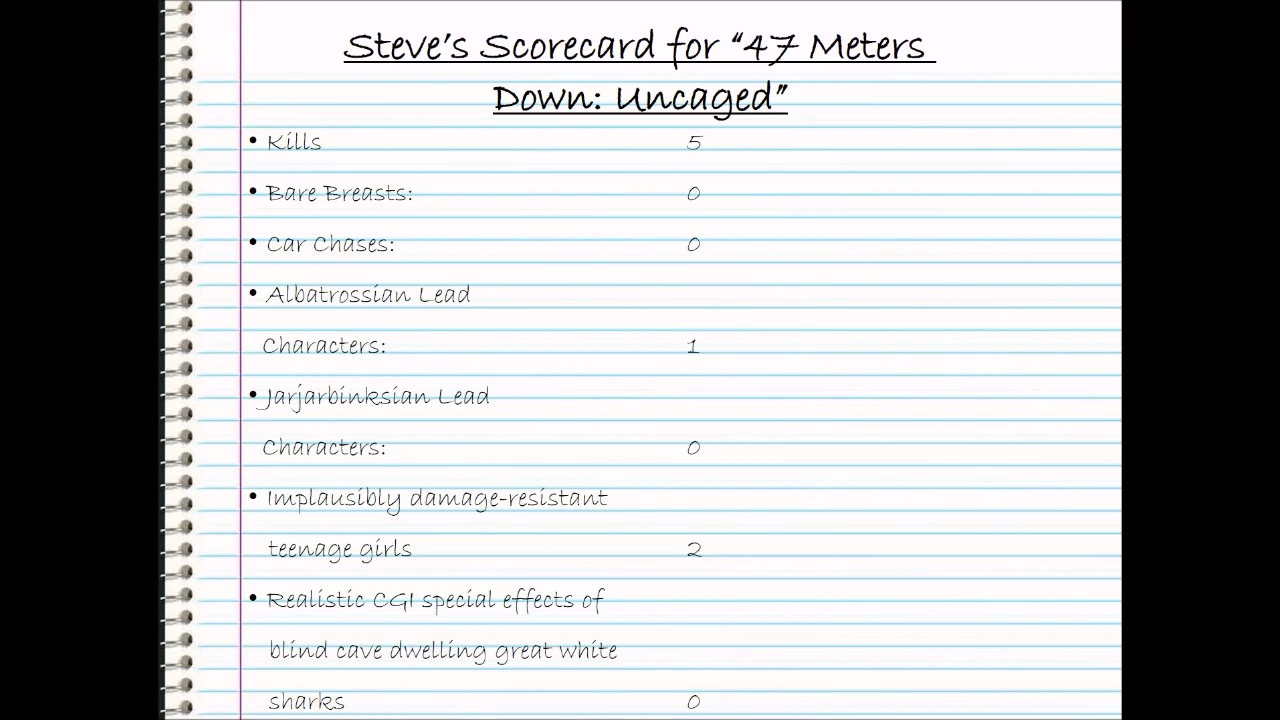 Steve’s Scorecard for “47 Meters
Down: Uncaged”
• Kills 5
• Bare Breasts: 0
• Car Chases: 0
• Albatrossian Lead
Characters: 1
• Jarjarbinksian Lead
Characters: 0
• Implausibly damage-resistant
teenage girls 2
• Realistic CGI special effects of
blind cave dwelling great white
sharks 0